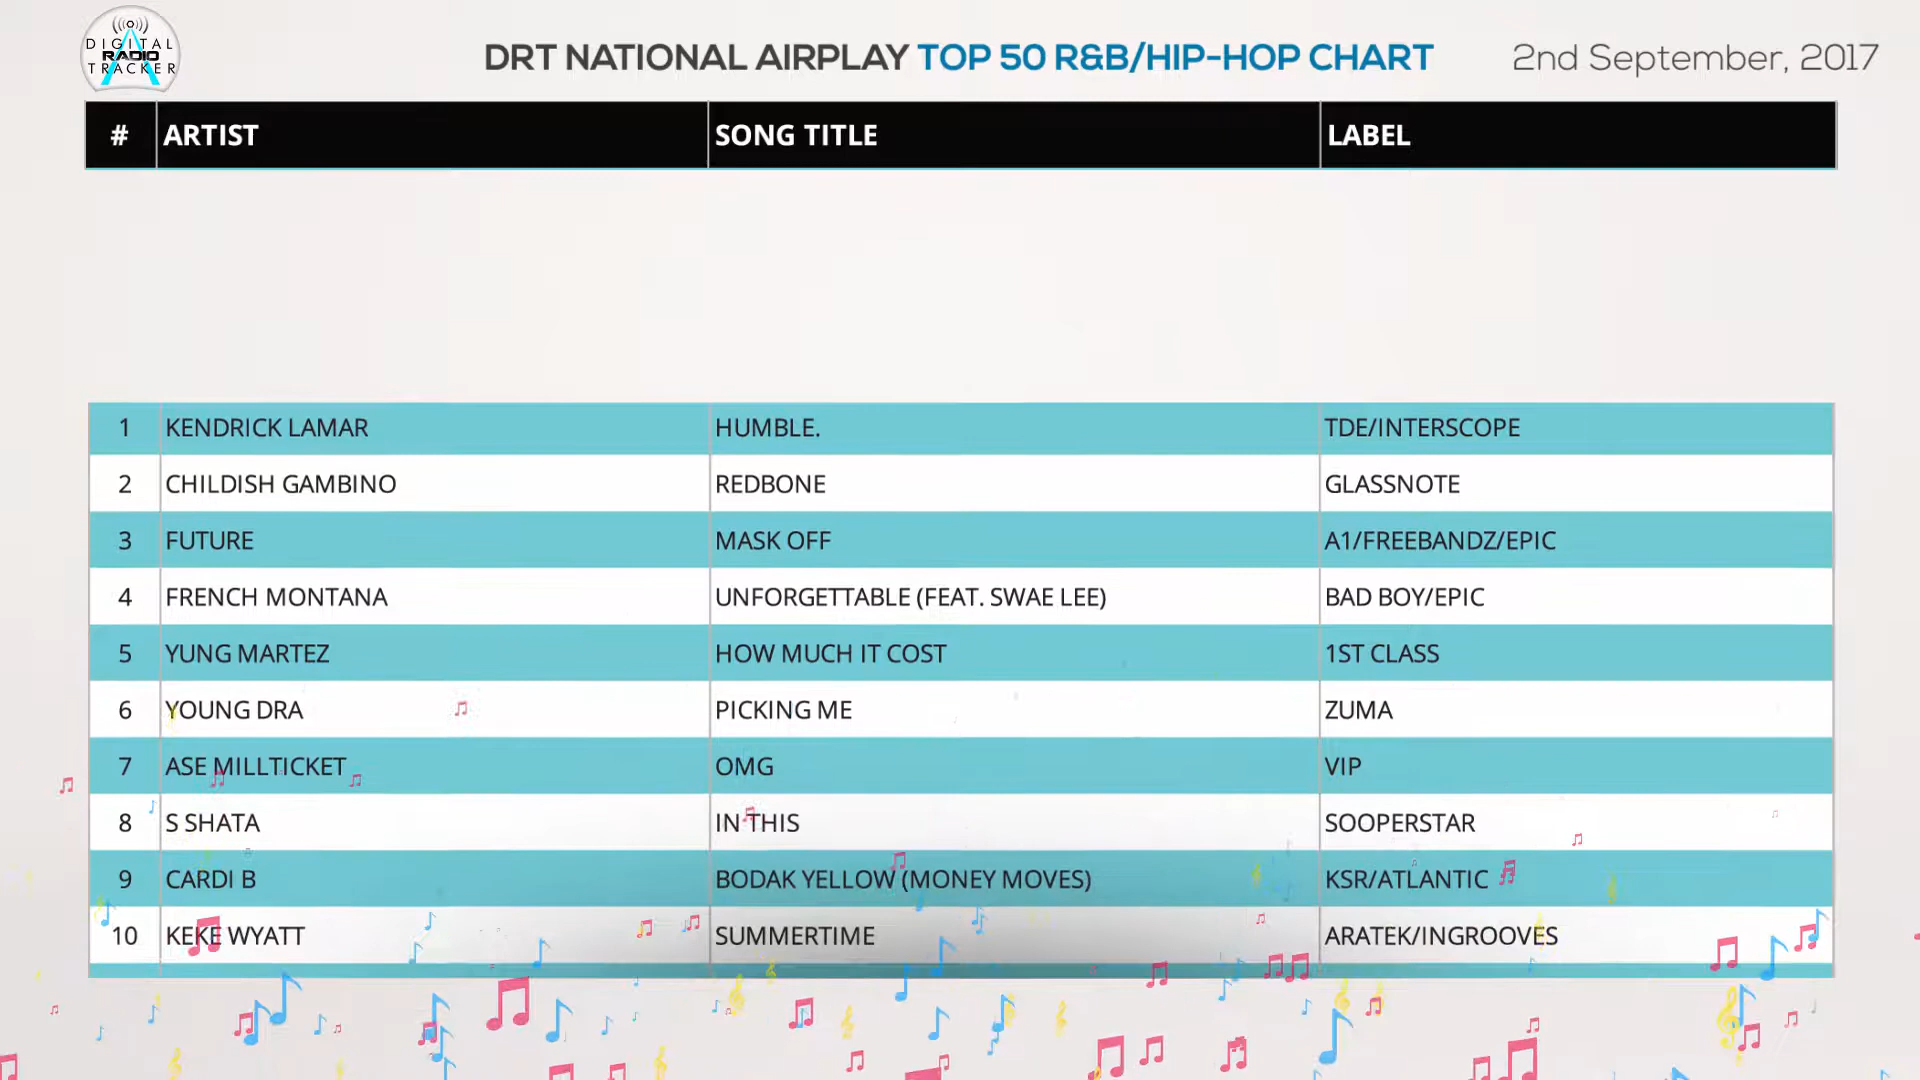 DIGITAL
RADIO
TRACKER
DRT NATIONAL AIRPLAY TOP 50 R&B/HIP-HOP CHART 2nd September, 2017
# ARTIST SONG TITLE LABEL
1 KENDRICK LAMAR HUMBLE. TDE/INTERSCOPE
2 CHILDISH GAMBINO REDBONE GLASSNOTE
3 FUTURE MASK OFF A1/FREEBANDZ/EPIC
4 FRENCH MONTANA UNFORGETTABLE (FEAT. SWAE LEE) BAD BOY/EPIC
5 YUNG MARTEZ HOW MUCH IT COST 1ST CLASS
6 YOUNG DRA PICKING ME ZUMA
7 ASE MILLTICKET OMG VIP
8 S SHATA IN THIS SOOPERSTAR
9 CARDI B BODAK YELLOW (MONEY MOVES) KSR/ATLANTIC
10 KEKE WYATT SUMMERTIME ARATEK/INGROOVES